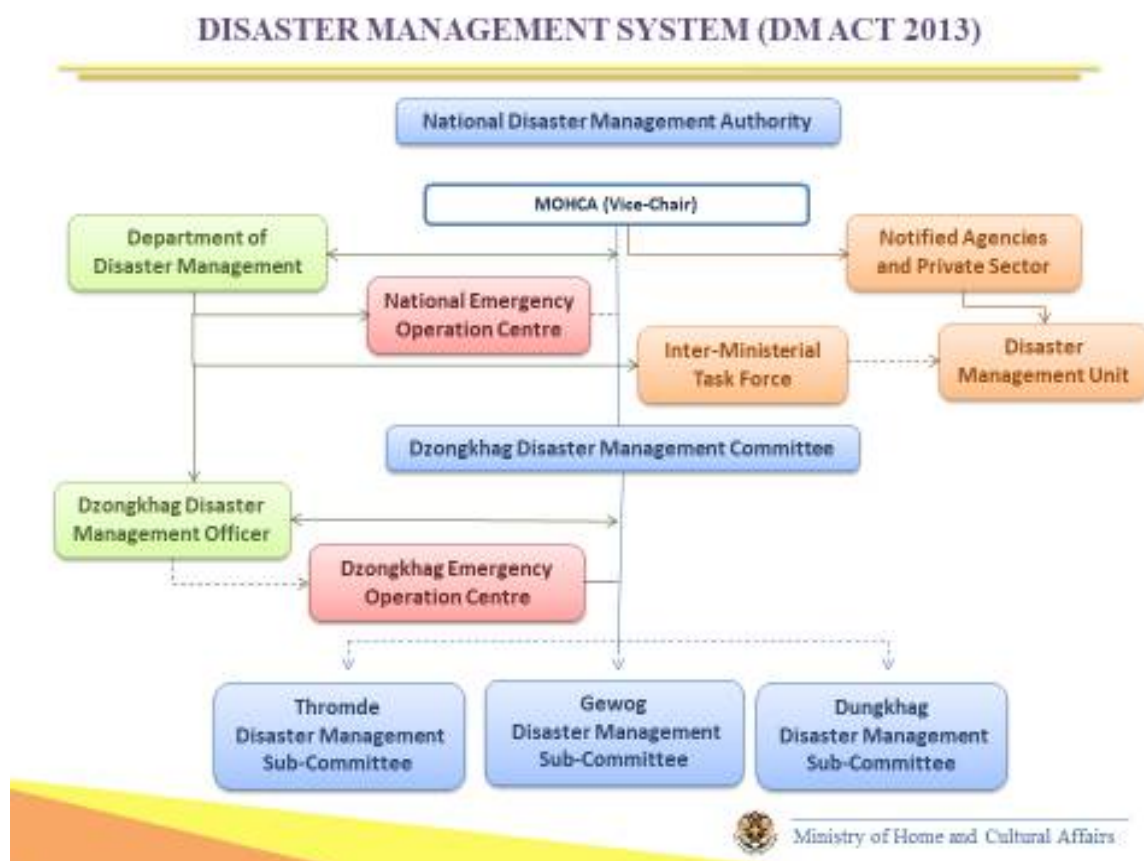 DISASTER MANAGEMENT SYSTEM (DM ACT 2013)
National Disaster Management Authority
MOHCA (Vice-Chair)
Department of
Disaster Management
Notified Agencies
and Private Sector
National Emergency
Operation Centre
Inter-Ministerial
Task Force
Disaster
Management Unit
Dzongkhag Disaster Management Committee
Dzongkhag Disaster
Management Officer
Dzongkhag Emergency
Operation Centre
Thromde
Disaster Management
Sub-Committee
Gewog
Disaster Management
Sub-Committee
Dungkhag
Disaster Management
Sub-Committee
Ministry of Home and Cultural Affairs